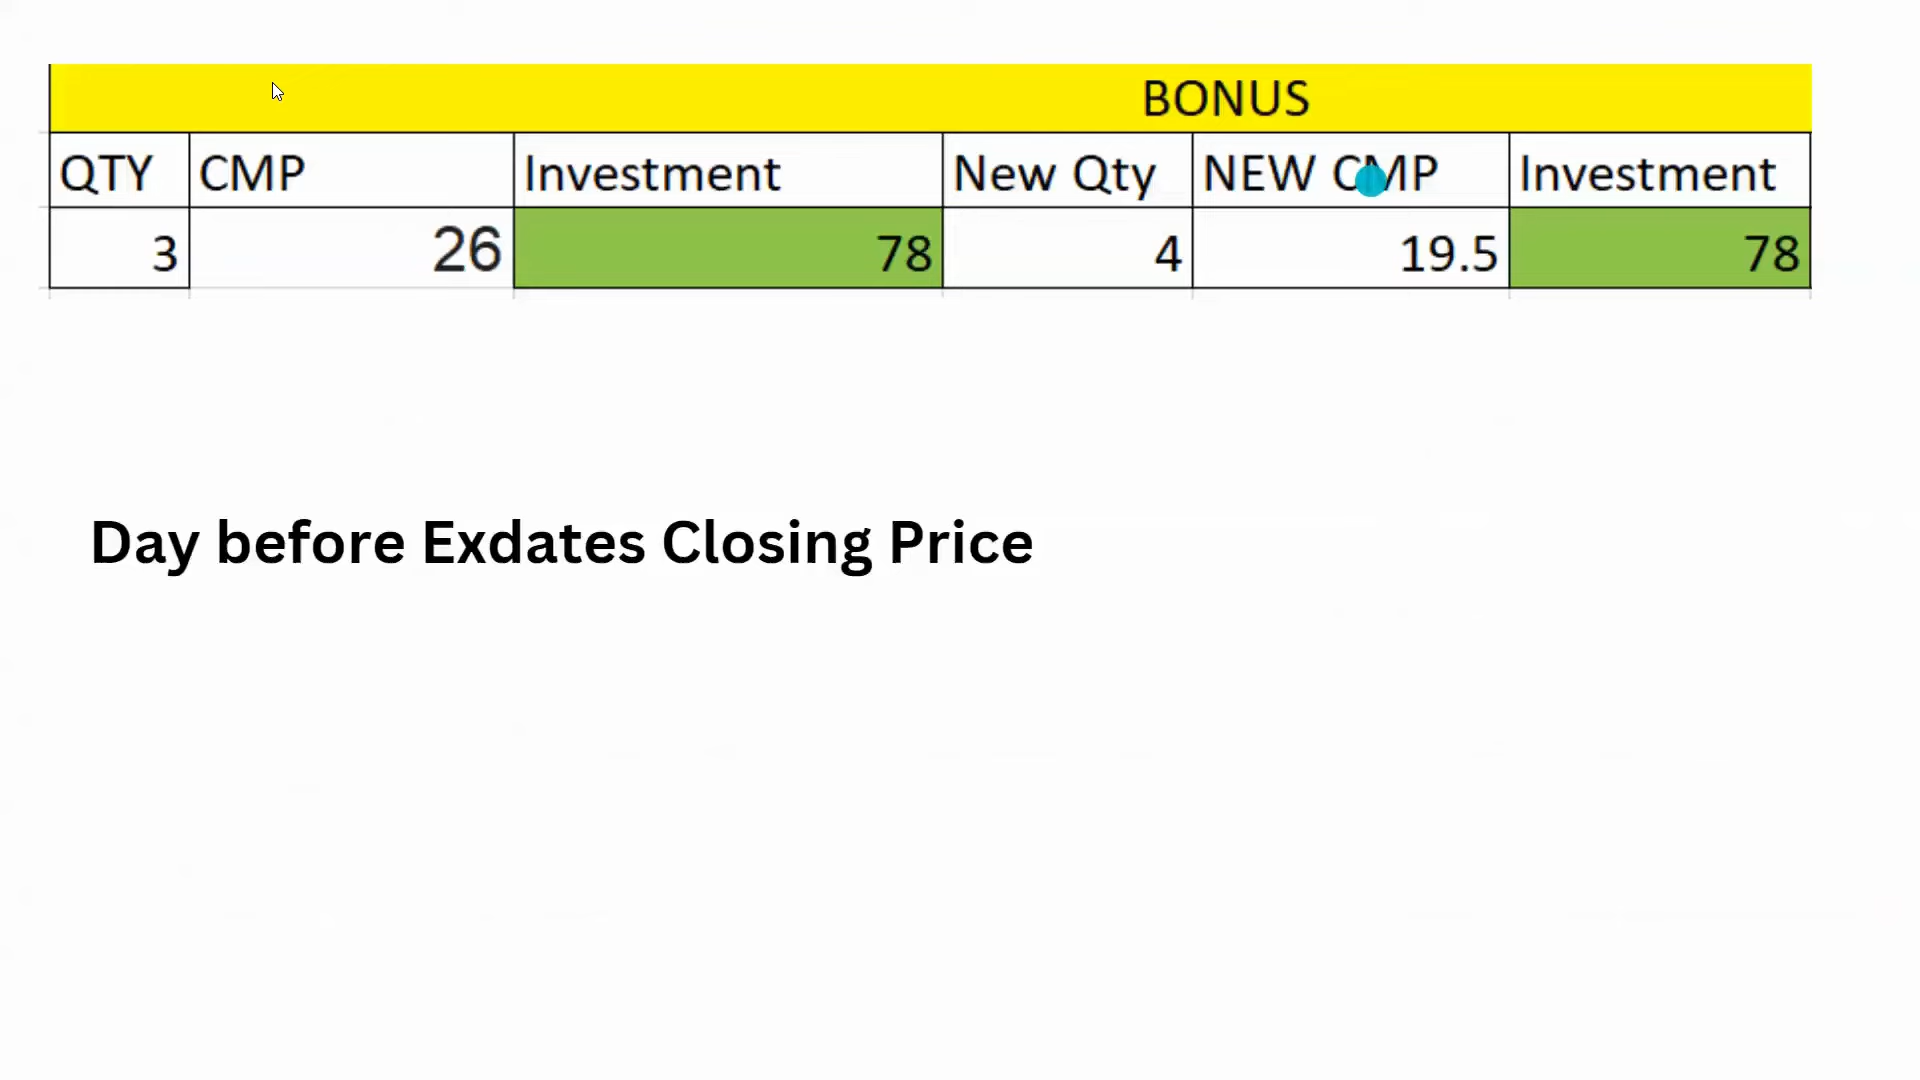 BONUS
QTY CMP Investment New Qty NEW CMP Investment
3 26 78 4 19.5 78
Day before Exdates Closing Price